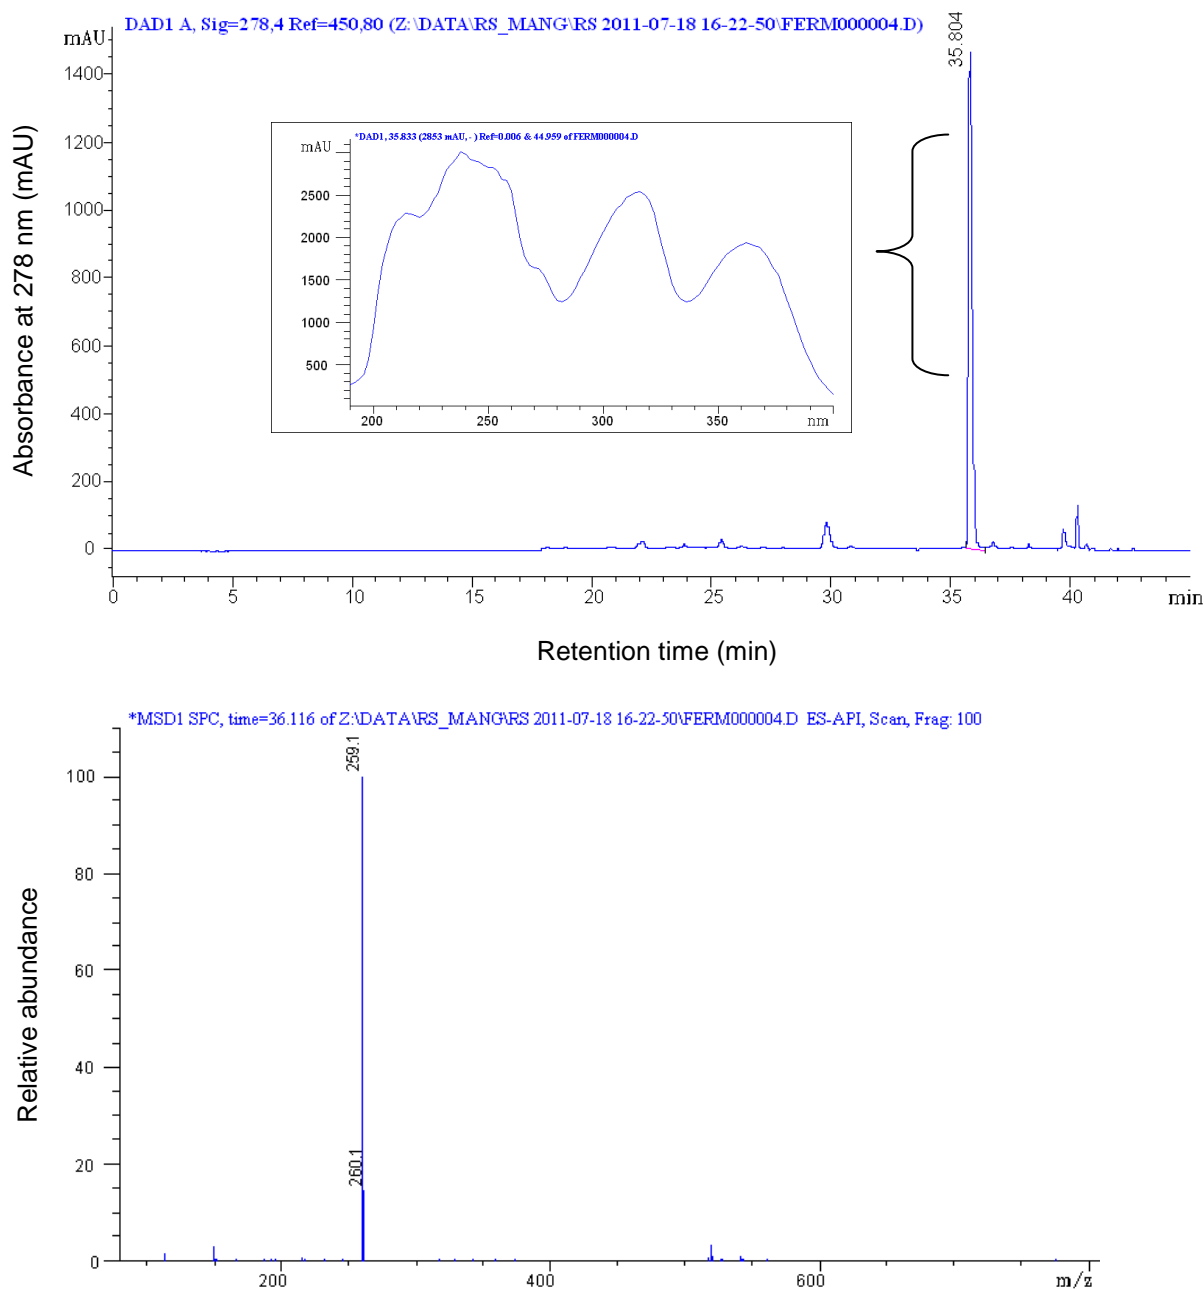 DAD1 A, Sig=278,4 Ref=450,80 (Z:\DATA\RS_MANG\RS 2011-07-18 16-22-50\FERM000004.D)
mAU
35.804
1400
1200
1000
800
600
400
200
0
Absorbance at 278 nm (mAU)
*DAD1, 35.833 (2853 mAU, - ) Ref=0.006 & 44.959 of FERM000004.D
mAU
2500
2000
1500
1000
500
200 250 300 350 nm
0 5 10 15 20 25 30 35 40 min
Retention time (min)
*MSD1 SPC, time=36.116 of Z:\DATA\RS_MANG\RS 2011-07-18 16-22-50\FERM000004.D ES-API, Scan, Frag: 100
259.1
260.1
100
80
60
40
20
0
Relative abundance
200 400 600 m/z